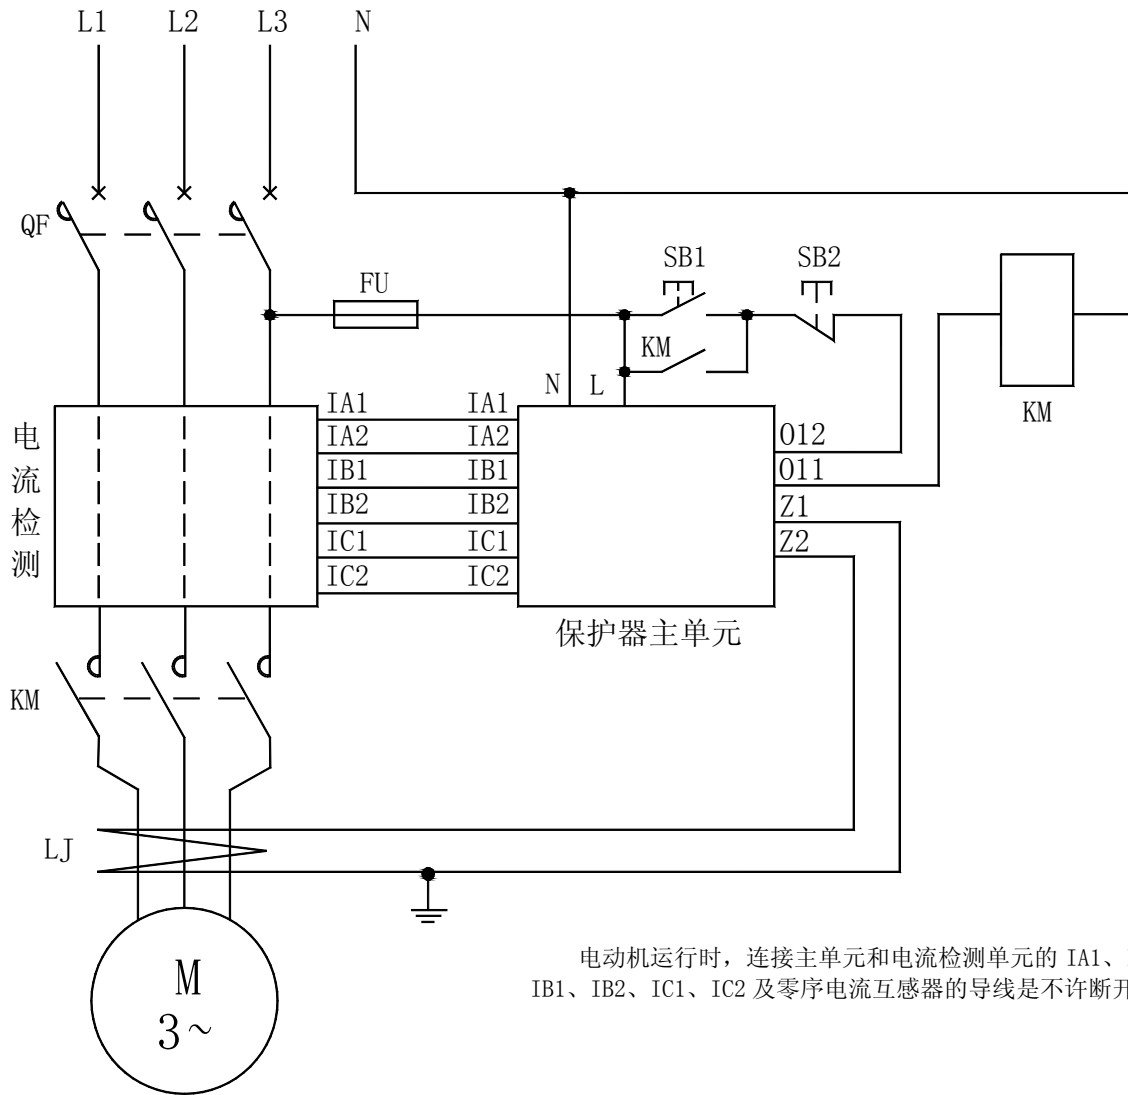 L1 L2 L3 N
QF
FU
SB1 SB2
KM
KM
N L
IA1 IA1
IA2 IA2
IB1 IB1
IB2 IB2
IC1 IC1
IC2 IC2
O12
O11
Z1
Z2
电
流
检
测
保护器主单元
KM
LJ
M
3~
电动机运行时，连接主单元和电流检测单元的 IA1、
IB1、IB2、IC1、IC2 及零序电流互感器的导线是不许断开